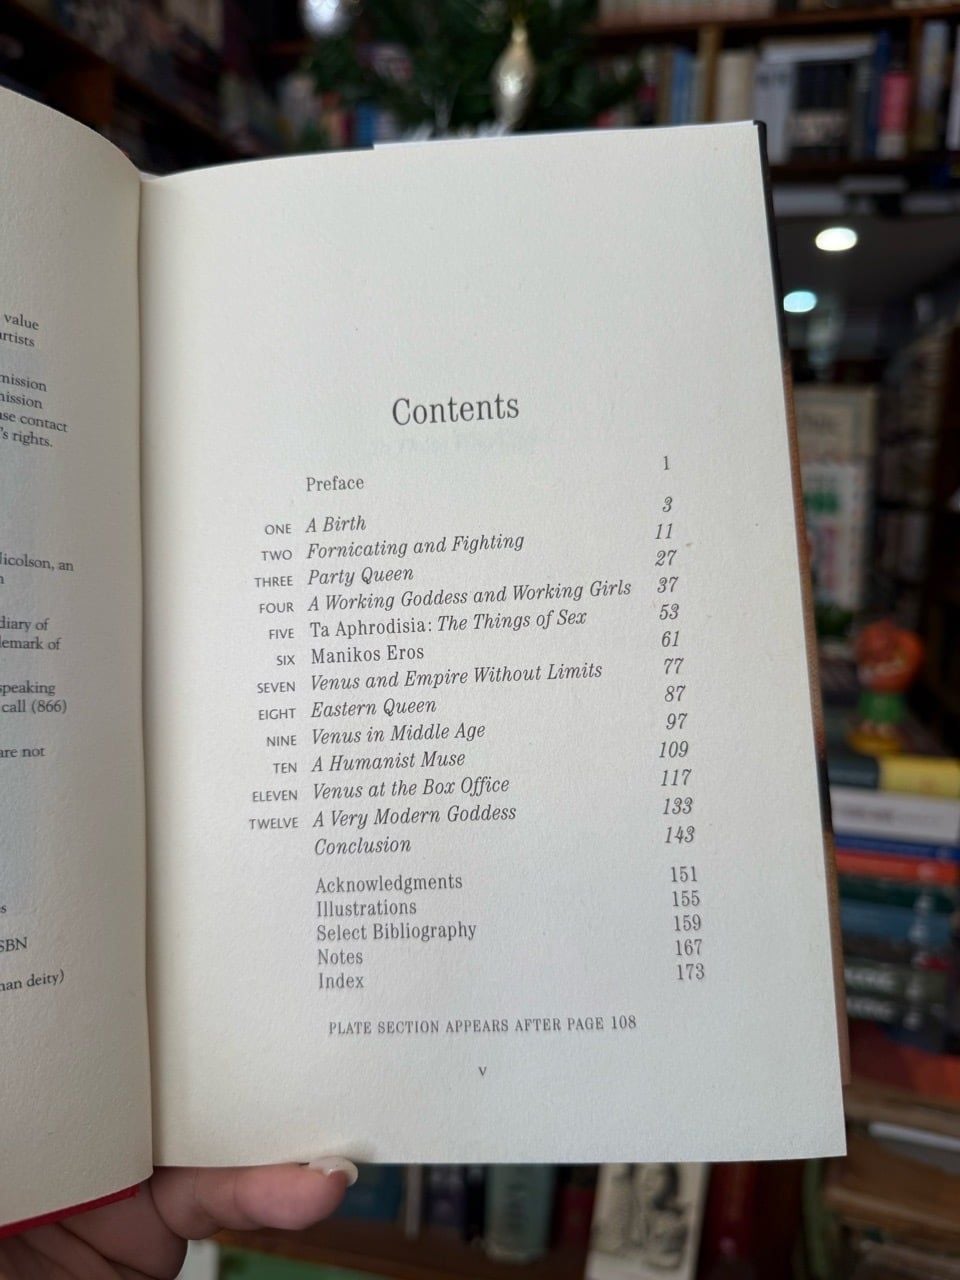 value
rtists
mission
nission
se contact
's rights.
Nicolson, an
diary of
demark of
speaking
call (866)
are not
s
SBN
nan deity)
Contents
Preface 1
ONE A Birth 3
TWO Fornicating and Fighting 11
THREE Party Queen 27
FOUR A Working Goddess and Working Girls 37
FIVE Ta Aphrodisia: The Things of Sex 53
SIX Manikos Eros 61
SEVEN Venus and Empire Without Limits 77
EIGHT Eastern Queen 87
NINE Venus in Middle Age 97
TEN A Humanist Muse 109
ELEVEN Venus at the Box Office 117
TWELVE A Very Modern Goddess 133
Conclusion 143
Acknowledgments 151
Illustrations 155
Select Bibliography 159
Notes 167
Index 173
PLATE SECTION APPEARS AFTER PAGE 108
v